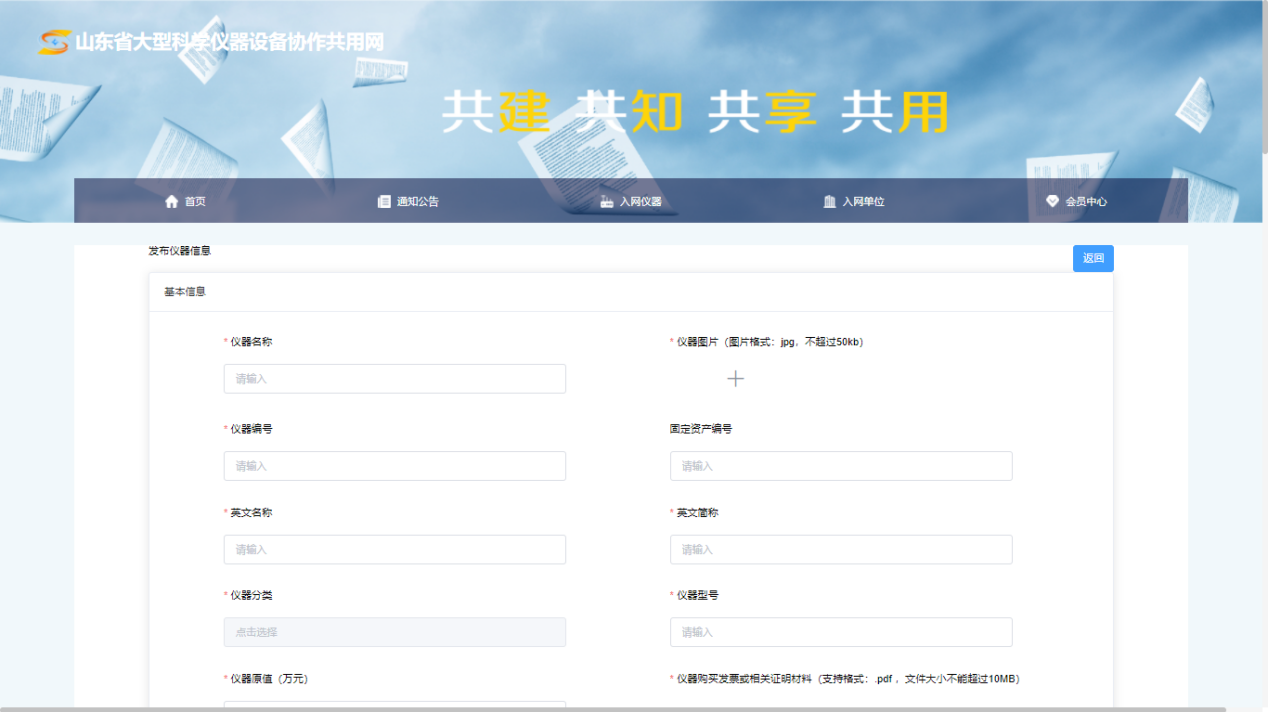 山东省大型科学仪器设备协作共用网
共建 共知 共享 共用
首页 通知公告 入网仪器 入网单位 会员中心
发布仪器信息 返回
基本信息
* 仪器名称 * 仪器图片（图片格式：jpg，不超过50kb）
请输入
* 仪器编号 固定资产编号
请输入 请输入
* 英文名称 * 英文简称
请输入 请输入
* 仪器分类 * 仪器型号
点击选择 请输入
* 仪器原值（万元） * 仪器购买发票或相关证明材料（支持格式：.pdf ，文件大小不能超过10MB）